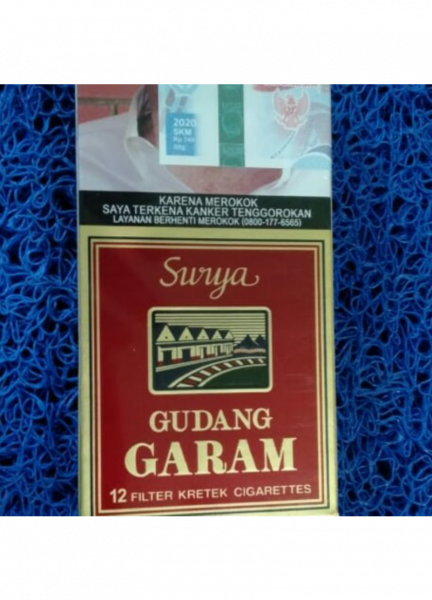 2020
SKM
KARENA MEROKOK
SAYA TERKENA KANKER TENGGOROKAN
LAYANAN BERHENTI MEROKOK (0800-177-6565)
Surya
GUDANG
GARAM
12 FILTER KRETEK CIGARETTES